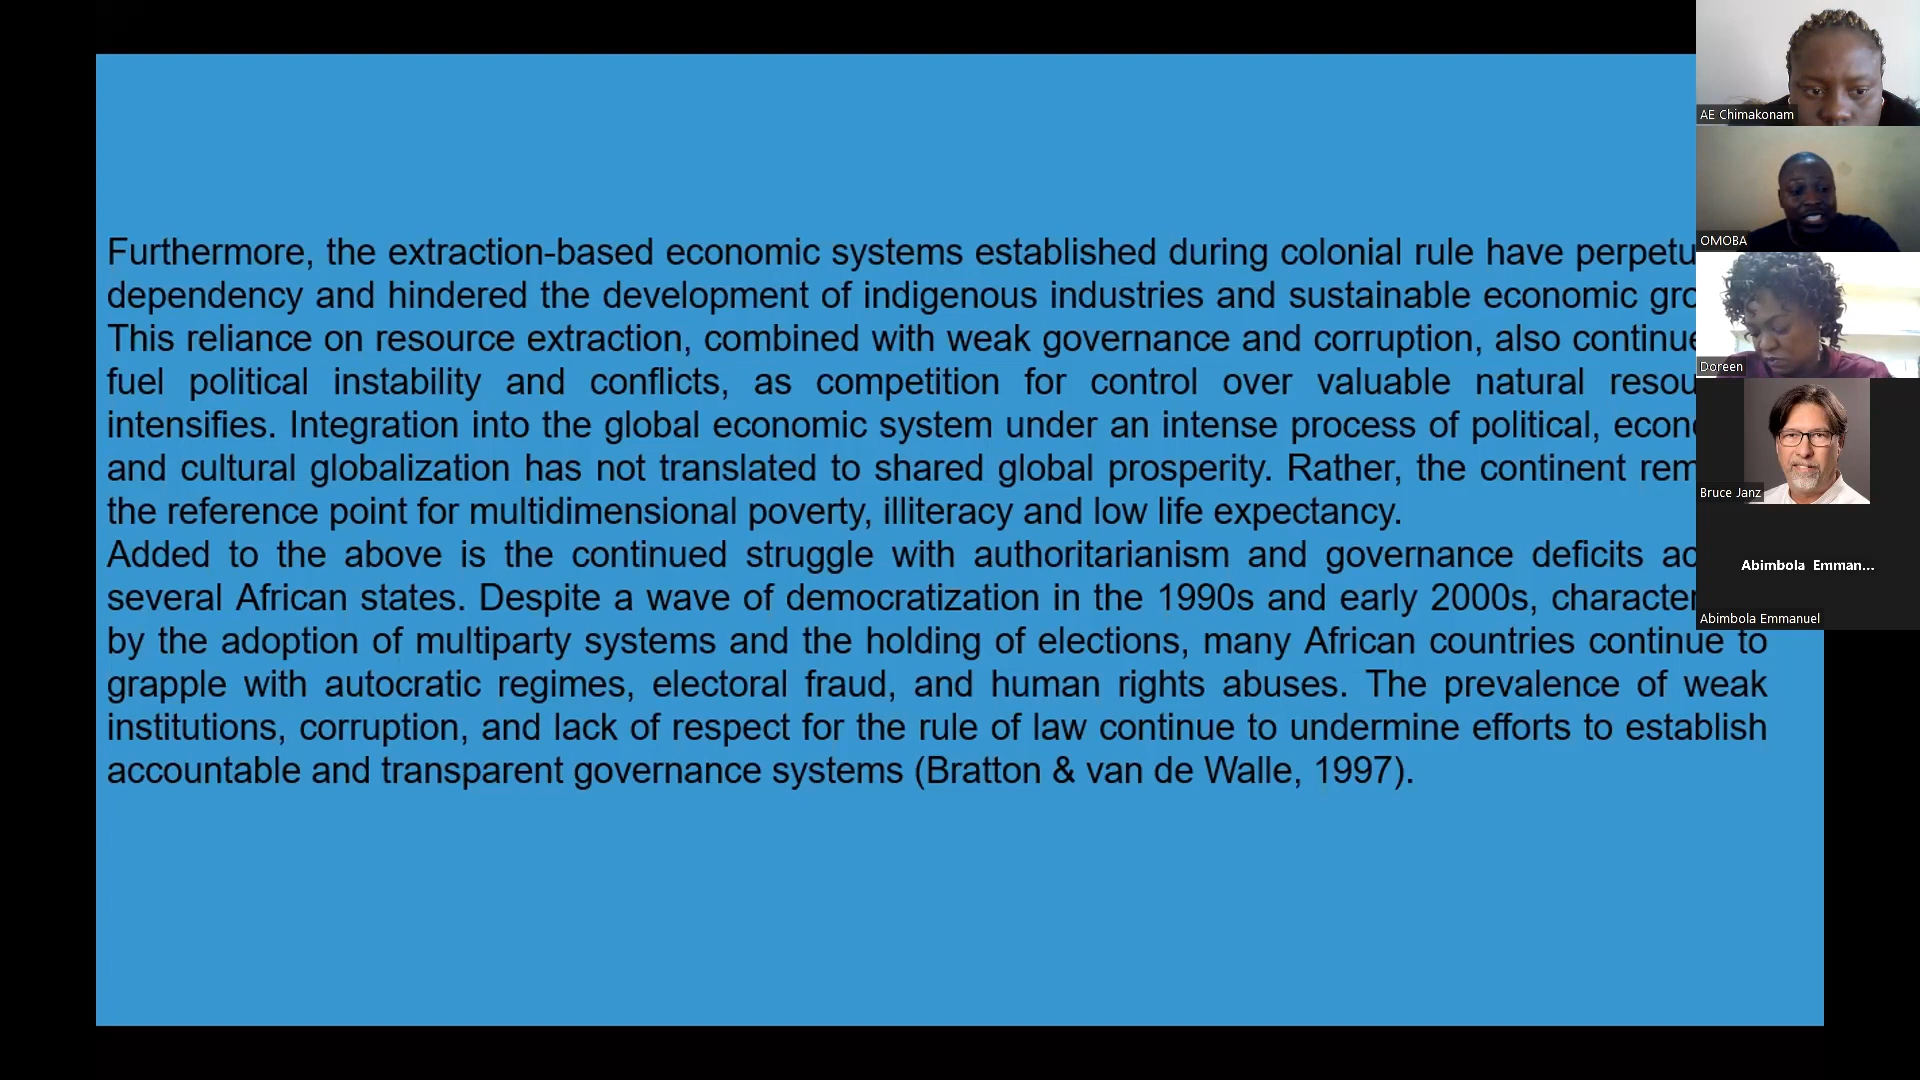 Furthermore, the extraction-based economic systems established during colonial rule have perpetu
dependency and hindered the development of indigenous industries and sustainable economic gro
This reliance on resource extraction, combined with weak governance and corruption, also continue
fuel political instability and conflicts, as competition for control over valuable natural resou
intensifies. Integration into the global economic system under an intense process of political, econo
and cultural globalization has not translated to shared global prosperity. Rather, the continent rem
the reference point for multidimensional poverty, illiteracy and low life expectancy.
Added to the above is the continued struggle with authoritarianism and governance deficits ac
several African states. Despite a wave of democratization in the 1990s and early 2000s, character
by the adoption of multiparty systems and the holding of elections, many African countries continue to
grapple with autocratic regimes, electoral fraud, and human rights abuses. The prevalence of weak
institutions, corruption, and lack of respect for the rule of law continue to undermine efforts to establish
accountable and transparent governance systems (Bratton & van de Walle, 1997).
AE Chimakonam
OMOBA
Doreen
Bruce Janz
Abimbola Emman...
Abimbola Emmanuel